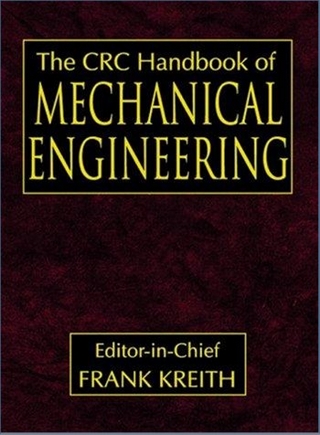 The CRC Handbook of
MECHANICAL
ENGINEERING
Editor-in-Chief
FRANK KREITH